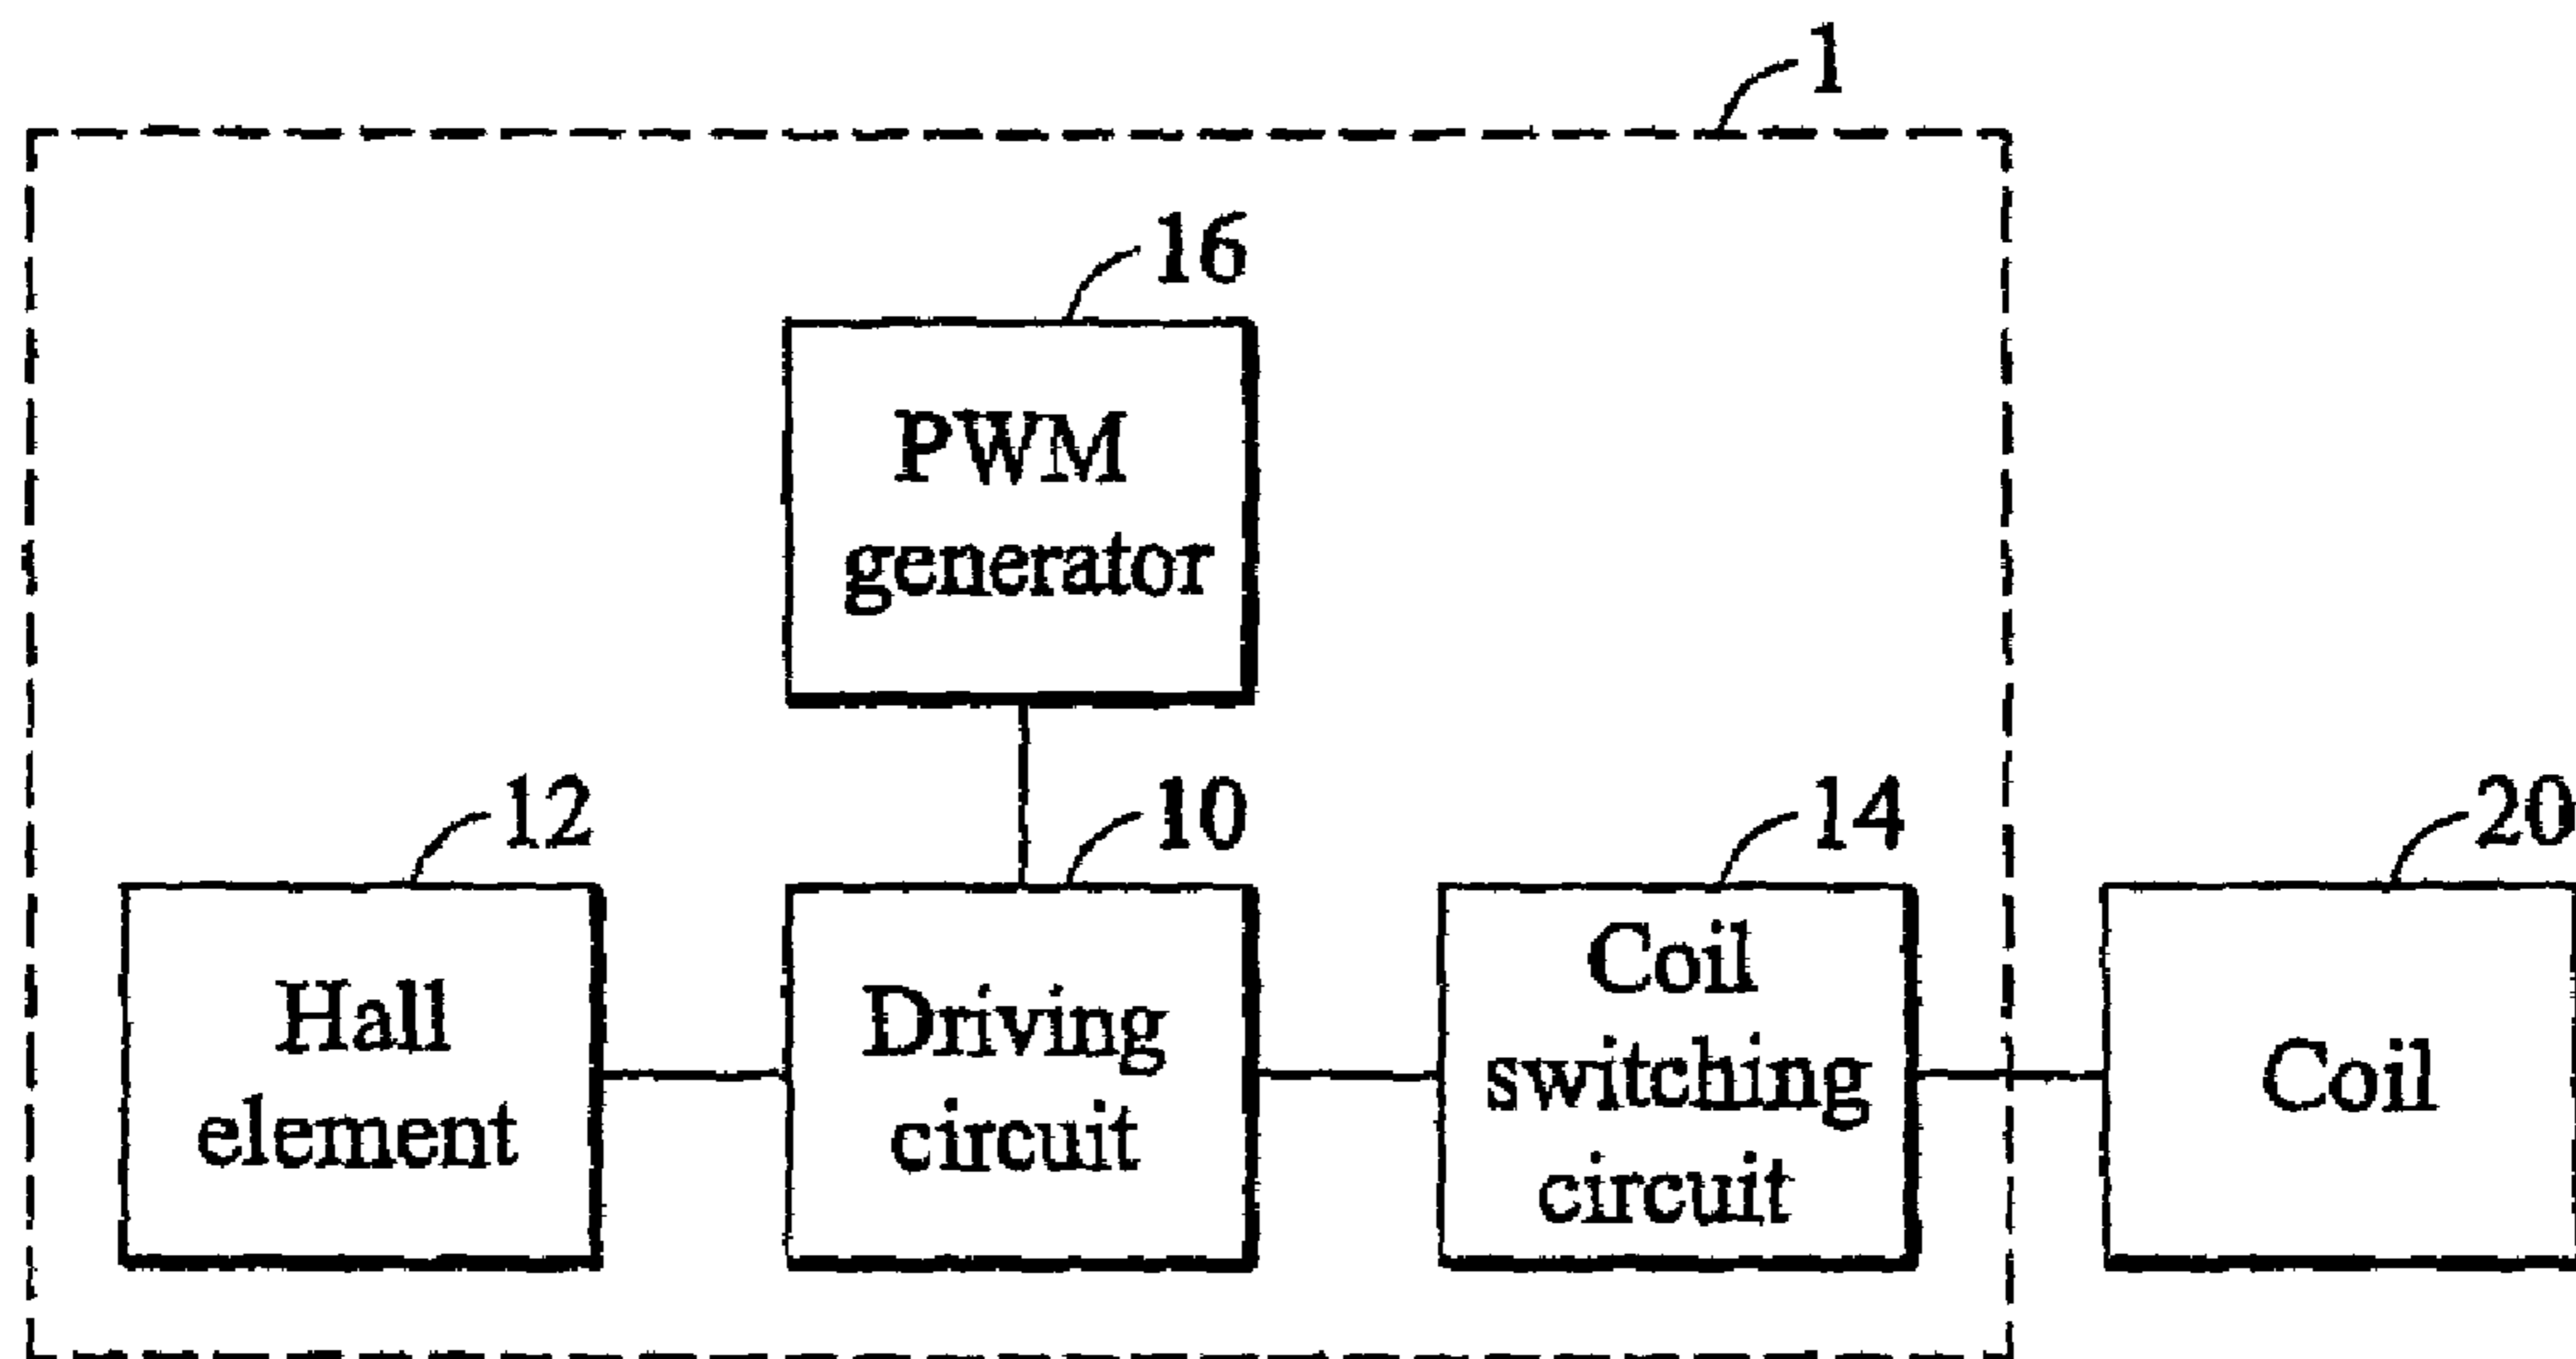 1
16
PWM
generator
12
10
14
20
Hall
element
Driving
circuit
Coil
switching
circuit
Coil